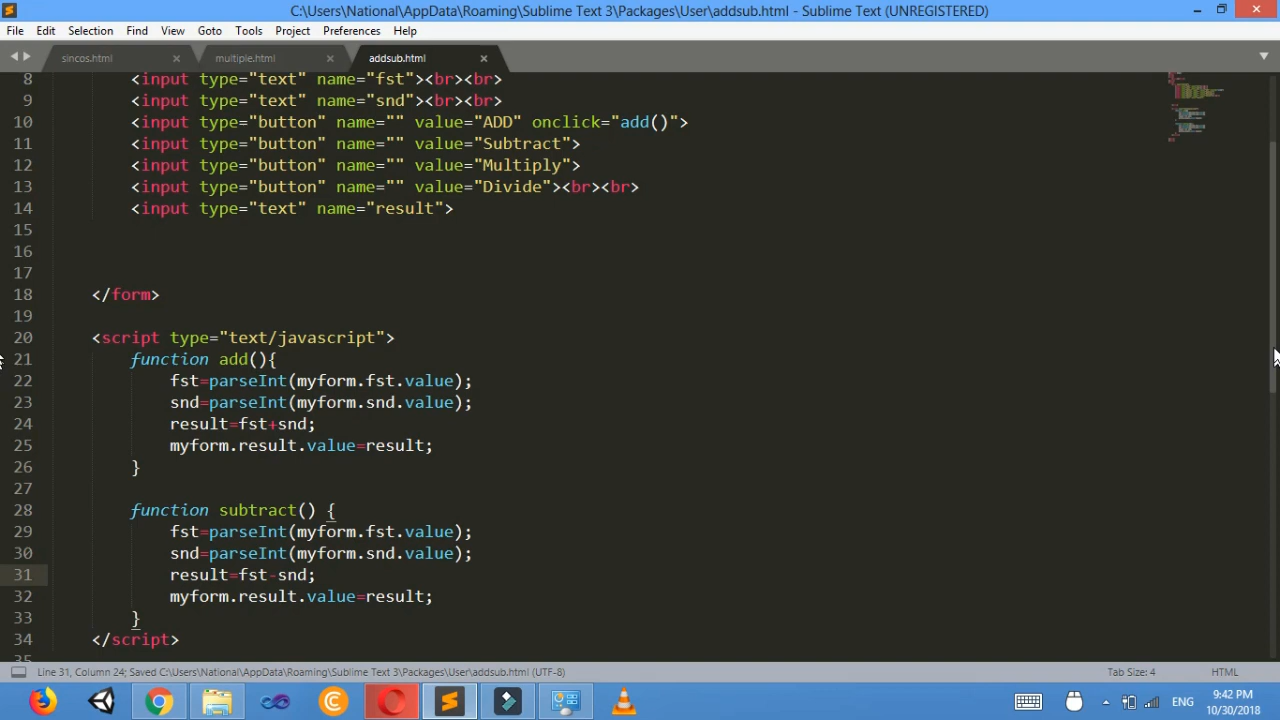 C:\Users\National\AppData\Roaming\Sublime Text 3\Packages\User\addsub.html - Sublime Text (UNREGISTERED)
File Edit Selection Find View Goto Tools Project Preferences Help
sincos.html multiple.html addsub.html
8 <input type="text" name="fst"><br><br>
9 <input type="text" name="snd"><br><br>
10 <input type="button" name="" value="ADD" onclick="add()">
11 <input type="button" name="" value="Subtract">
12 <input type="button" name="" value="Multiply">
13 <input type="button" name="" value="Divide"><br><br>
14 <input type="text" name="result">
15
16
17
18 </form>
19
20 <script type="text/javascript">
21 function add(){
22 fst=parseInt(myform.fst.value);
23 snd=parseInt(myform.snd.value);
24 result=fst+snd;
25 myform.result.value=result;
26 }
27
28 function subtract() {
29 fst=parseInt(myform.fst.value);
30 snd=parseInt(myform.snd.value);
31 result=fst-snd;
32 myform.result.value=result;
33 }
34 </script>
35
Line 31, Column 24; Saved C:\Users\National\AppData\Roaming\Sublime Text 3\Packages\User\addsub.html (UTF-8) Tab Size: 4 HTML
ENG 9:42 PM
10/30/2018